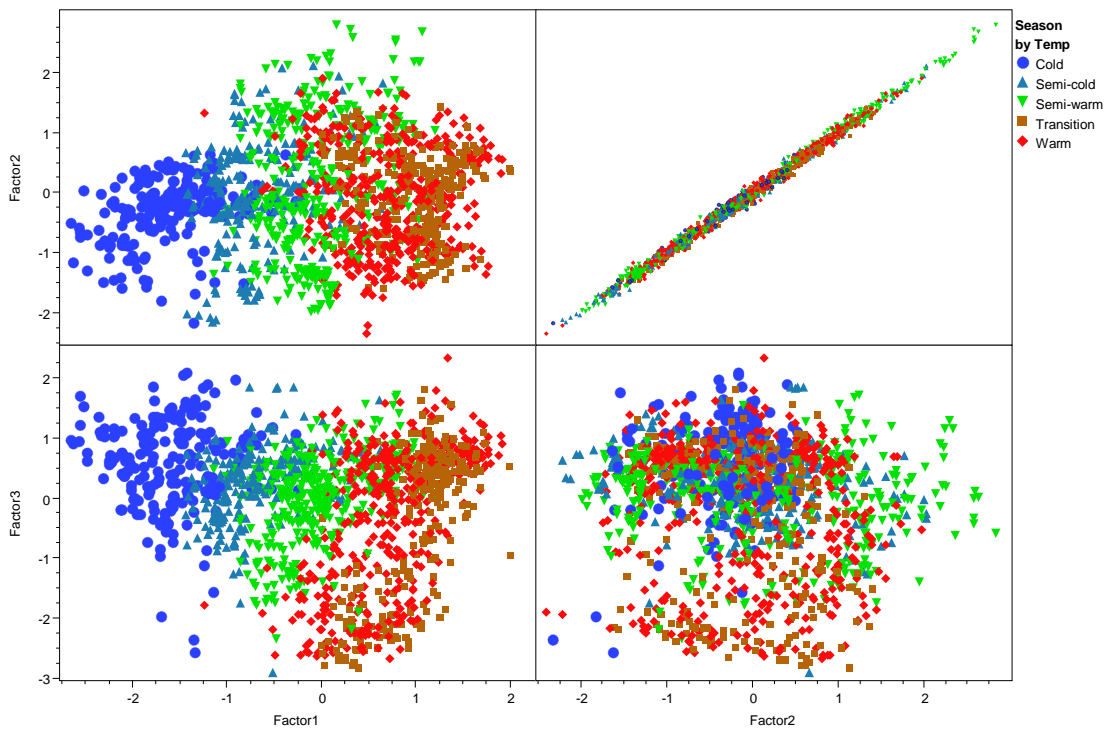 Season
by Temp
Cold
Semi-cold
Semi-warm
Transition
Warm
Factor2
2
1
0
-1
-2
Factor3
2
1
0
-1
-2
-3
-2
-1
0
1
2
-2
-1
0
1
2
Factor1
Factor2